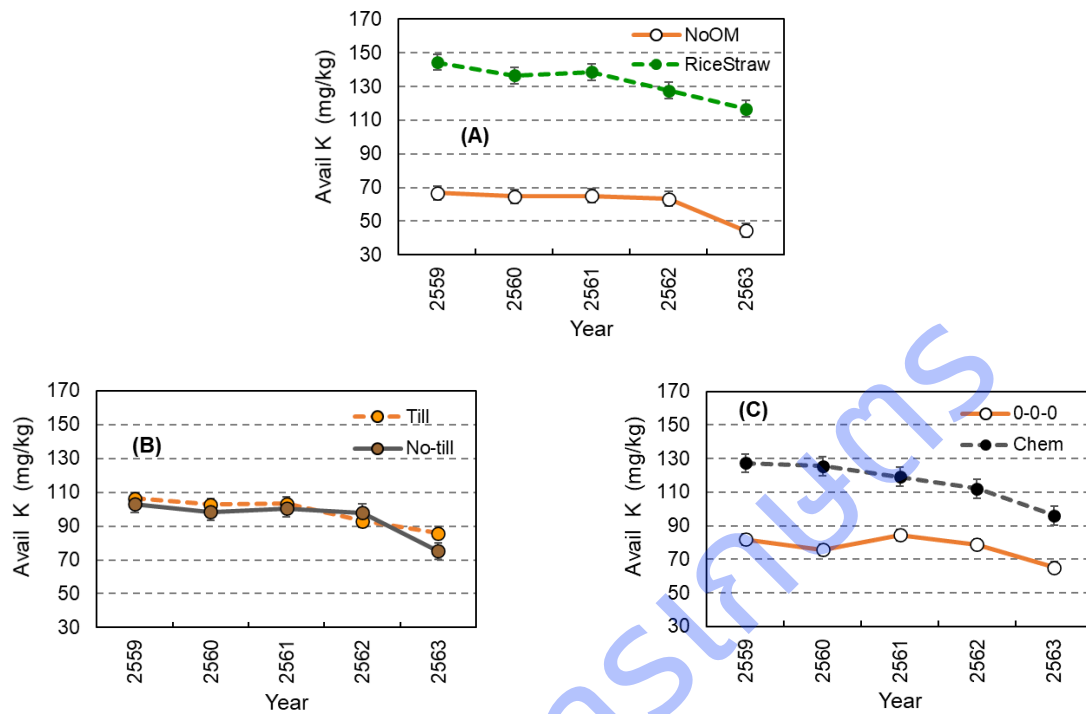 Avail K (mg/kg)
170
150
130
110
90
70
50
30
NoOM
RiceStraw
(A)
2559
2560
2561
2562
2563
Year
Avail K (mg/kg)
170
150
130
110
90
70
50
30
Till
No-till
(B)
2559
2560
2561
2562
2563
Year
Avail K (mg/kg)
170
150
130
110
90
70
50
30
(C)
0-0-0
Chem
2559
2560
2561
2562
2563
Year